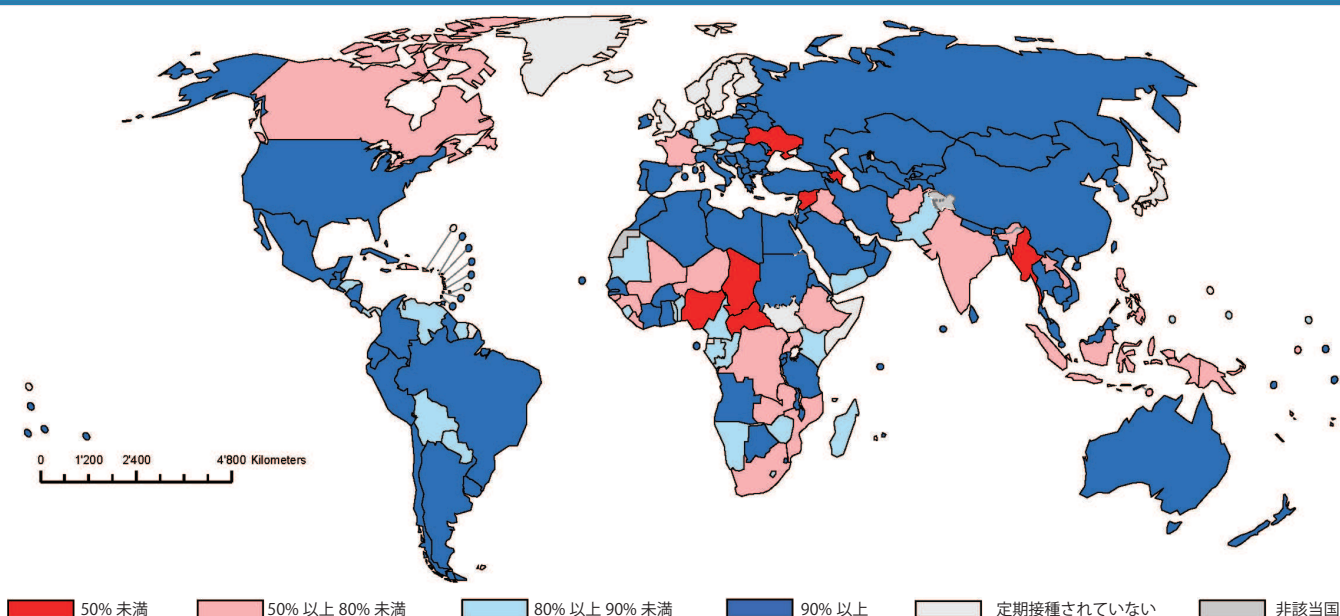 0 1'200 2'400 4'800 Kilometers
50% 未満 50% 以上 80% 未満 80% 以上 90% 未満 90% 以上 定期接種されていない 非該当国